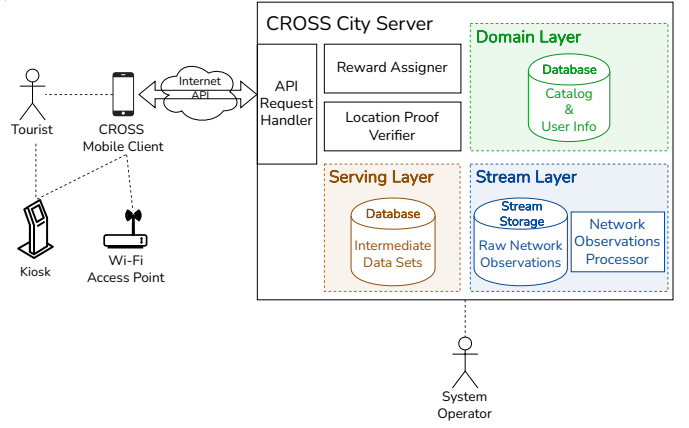 CROSS City Server
API
Request
Handler
Reward Assigner
Location Proof
Verifier
Domain Layer
Database
Catalog
&
User Info
Serving Layer
Database
Intermediate
Data Sets
Stream Layer
Stream
Storage
Raw Network
Observations
Network
Observations
Processor
Internet
API
Tourist
CROSS
Mobile Client
Kiosk
Wi-Fi
Access Point
System
Operator